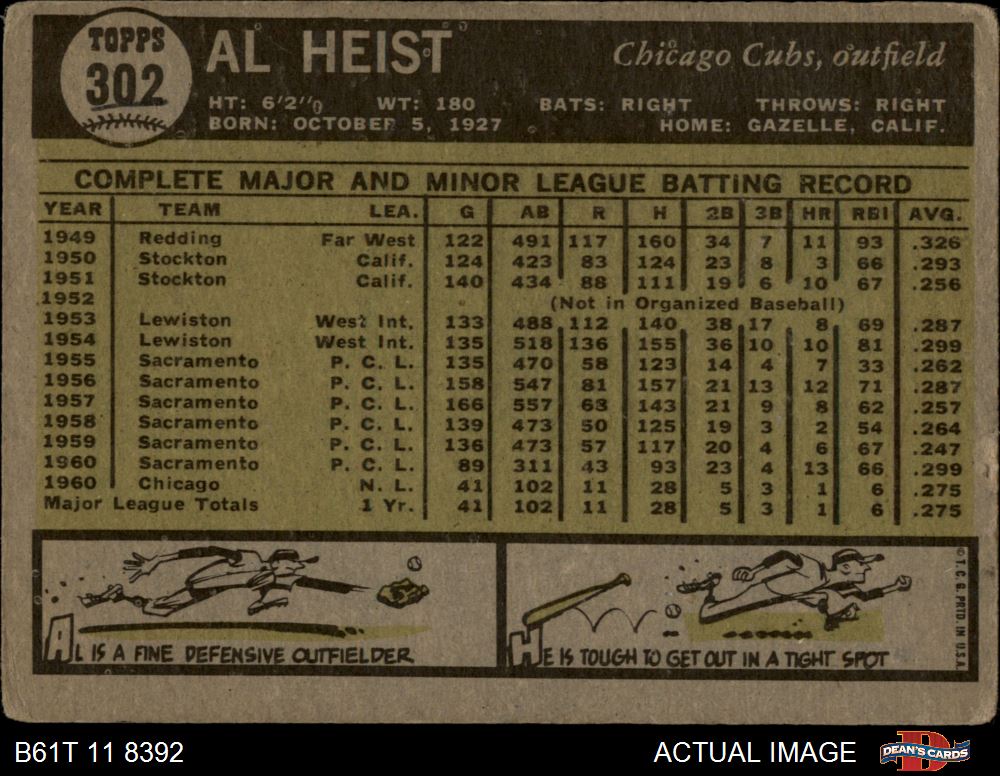 TOPPS
302
AL HEIST
Chicago Cubs, outfield
HT: 6'2" WT: 180 BATS: RIGHT THROWS: RIGHT
BORN: OCTOBER 5, 1927 HOME: GAZELLE, CALIF.
COMPLETE MAJOR AND MINOR LEAGUE BATTING RECORD
YEAR TEAM LEA. G AB R H 2B 3B HR RBI AVG.
1949 Redding Far West 122 491 117 160 34 7 11 93 .326
1950 Stockton Calif. 124 423 83 124 23 8 3 66 .293
1951 Stockton Calif. 140 434 88 111 19 6 10 67 .256
1952 (Not in Organized Baseball)
1953 Lewiston West Int. 133 488 112 140 38 17 8 69 .287
1954 Lewiston West Int. 135 518 136 155 36 10 10 81 .299
1955 Sacramento P. C. L. 135 470 58 123 14 4 7 33 .262
1956 Sacramento P. C. L. 158 547 81 157 21 13 12 71 .287
1957 Sacramento P. C. L. 166 557 63 143 21 9 8 62 .257
1958 Sacramento P. C. L. 139 473 50 125 19 3 2 54 .264
1959 Sacramento P. C. L. 136 473 57 117 20 4 6 67 .247
1960 Sacramento P. C. L. 89 311 43 93 23 4 13 66 .299
1960 Chicago N. L. 41 102 11 28 5 3 1 6 .275
Major League Totals 1 Yr. 41 102 11 28 5 3 1 6 .275
AL IS A FINE DEFENSIVE OUTFIELDER
HE IS TOUGH TO GET OUT IN A TIGHT SPOT
© T. C. G. PRTD. IN U.S.A.
B61T 11 8392
ACTUAL IMAGE
DEAN'S CARDS